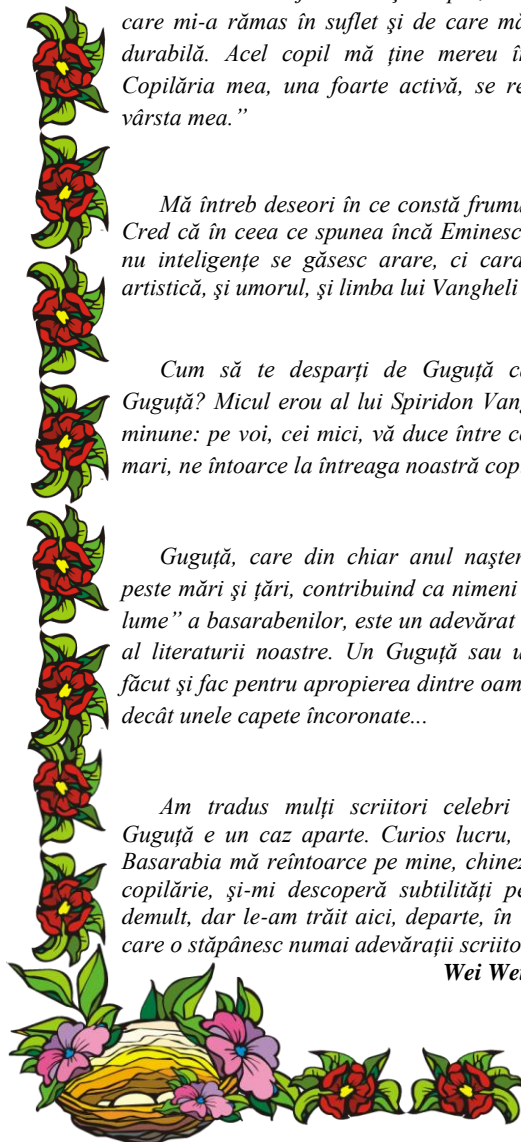 care mi-a rămas în suflet şi de care mă
durabilă. Acel copil mă ţine mereu în
Copilăria mea, una foarte activă, se re
vârsta mea.”
Mă întreb deseori în ce constă frumu
Cred că în ceea ce spunea încă Eminesc
nu inteligenţe se găsesc arare, ci cara
artistică, şi umorul, şi limba lui Vangheli
Cum să te desparţi de Guguţă c
Guguţă? Micul erou al lui Spiridon Vang
minune: pe voi, cei mici, vă duce între c
mari, ne întoarce la întreaga noastră cop
Guguţă, care din chiar anul naşter
peste mări şi ţări, contribuind ca nimeni
lume” a basarabenilor, este un adevărat
al literaturii noastre. Un Guguţă sau u
făcut şi fac pentru apropierea dintre oam
decât unele capete încoronate...
Am tradus mulţi scriitori celebri
Guguţă e un caz aparte. Curios lucru,
Basarabia mă reîntoarce pe mine, chinez
copilărie, şi-mi descoperă subtilităţi pe
demult, dar le-am trăit aici, departe, în
care o stăpânesc numai adevăraţii scriito
Wei Wei